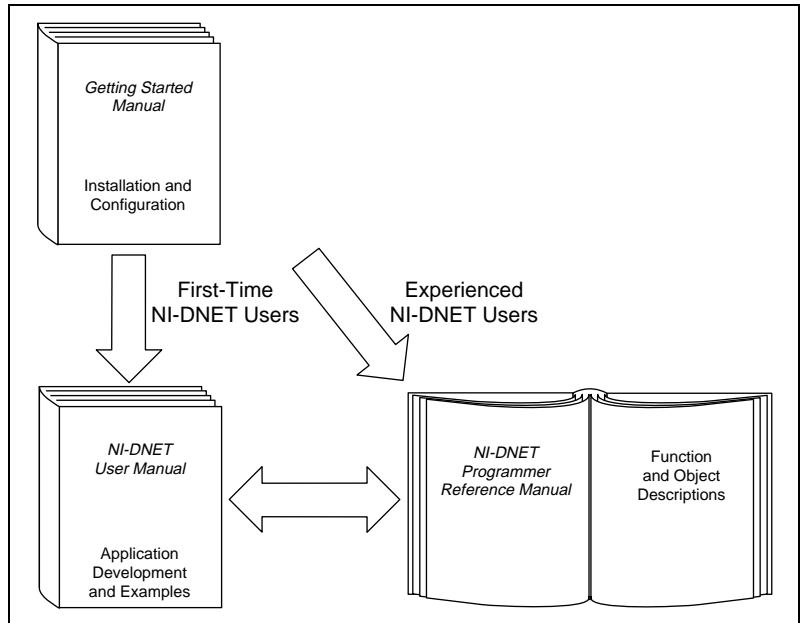 Getting Started
Manual
Installation and
Configuration
First-Time
NI-DNET Users
Experienced
NI-DNET Users
NI-DNET
User Manual
Application
Development
and Examples
NI-DNET
Programmer
Reference Manual
Function
and Object
Descriptions